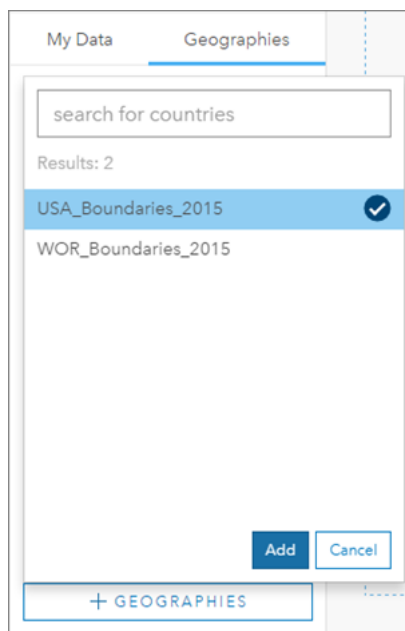 My Data Geographies
search for countries
Results: 2
USA_Boundaries_2015
WOR_Boundaries_2015
Add Cancel
+ GEOGRAPHIES